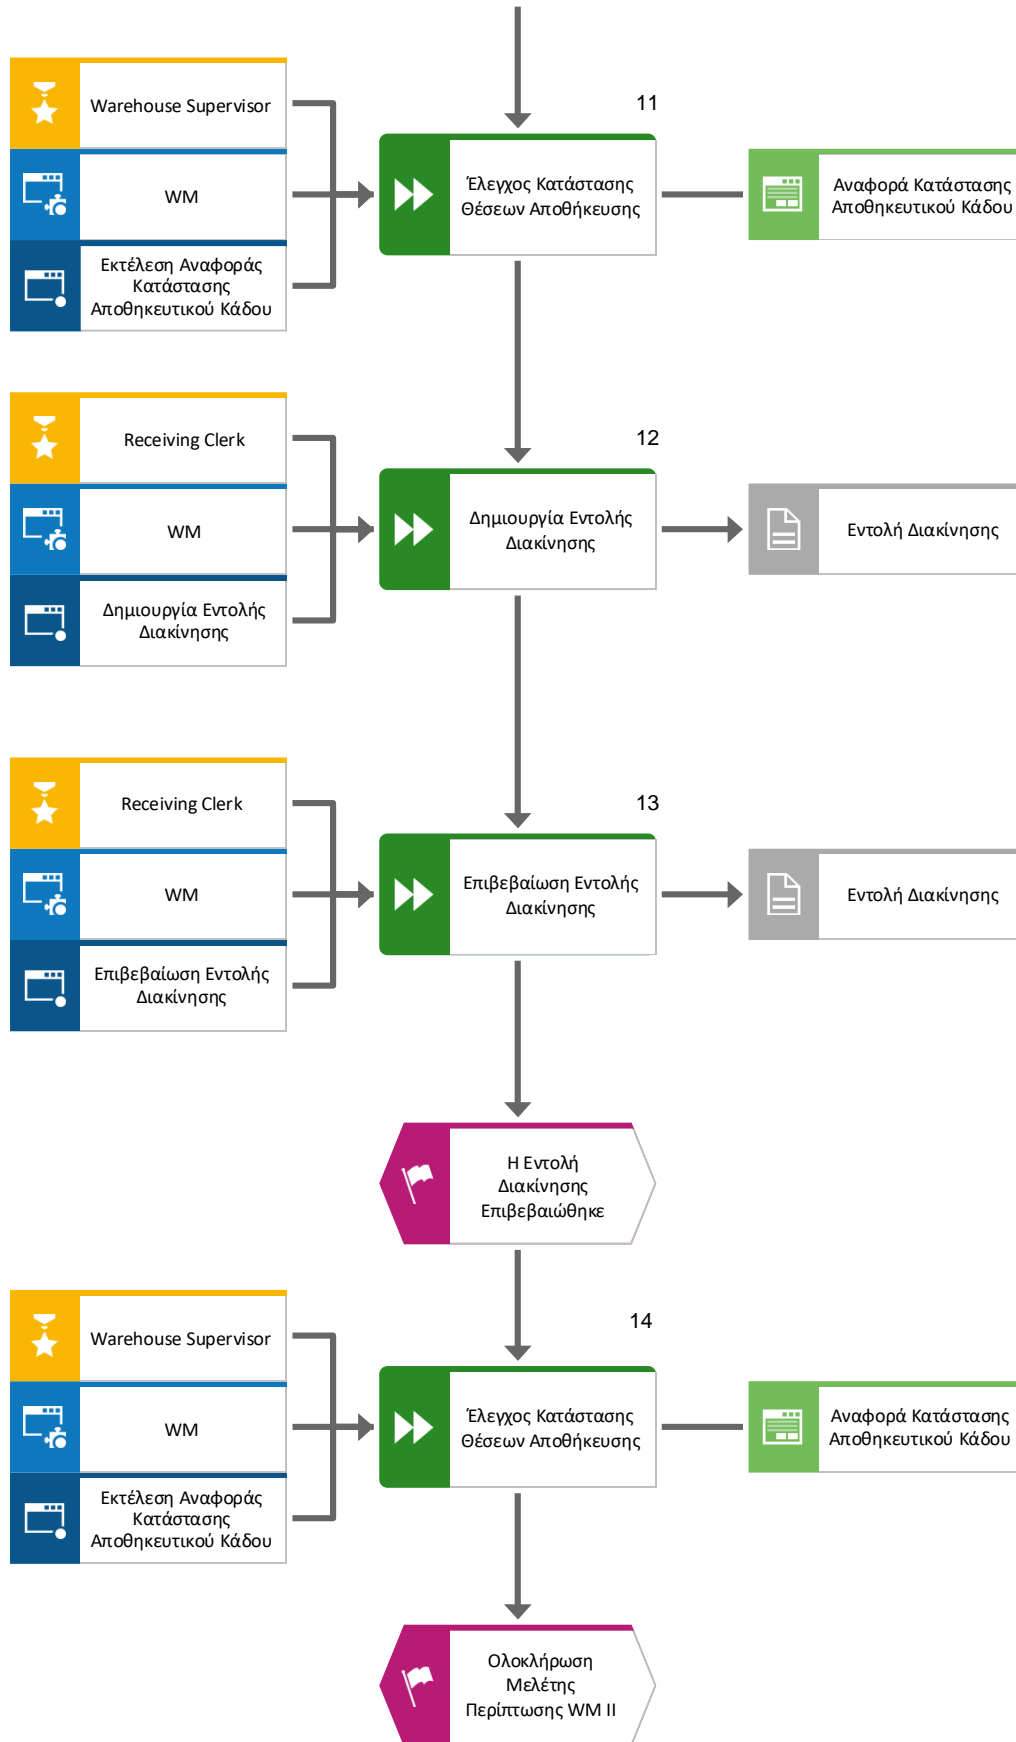 11
Warehouse Supervisor
WM
Εκτέλεση Αναφοράς
Κατάστασης
Αποθηκευτικού Κάδου
Έλεγχος Κατάστασης
Θέσεων Αποθήκευσης
Αναφορά Κατάστασης
Αποθηκευτικού Κάδου
12
Receiving Clerk
WM
Δημιουργία Εντολής
Διακίνησης
Δημιουργία Εντολής
Διακίνησης
Εντολή Διακίνησης
13
Receiving Clerk
WM
Επιβεβαίωση Εντολής
Διακίνησης
Επιβεβαίωση Εντολής
Διακίνησης
Εντολή Διακίνησης
Η Εντολή
Διακίνησης
Επιβεβαιώθηκε
14
Warehouse Supervisor
WM
Εκτέλεση Αναφοράς
Κατάστασης
Αποθηκευτικού Κάδου
Έλεγχος Κατάστασης
Θέσεων Αποθήκευσης
Αναφορά Κατάστασης
Αποθηκευτικού Κάδου
Ολοκλήρωση
Μελέτης
Περίπτωσης WM II